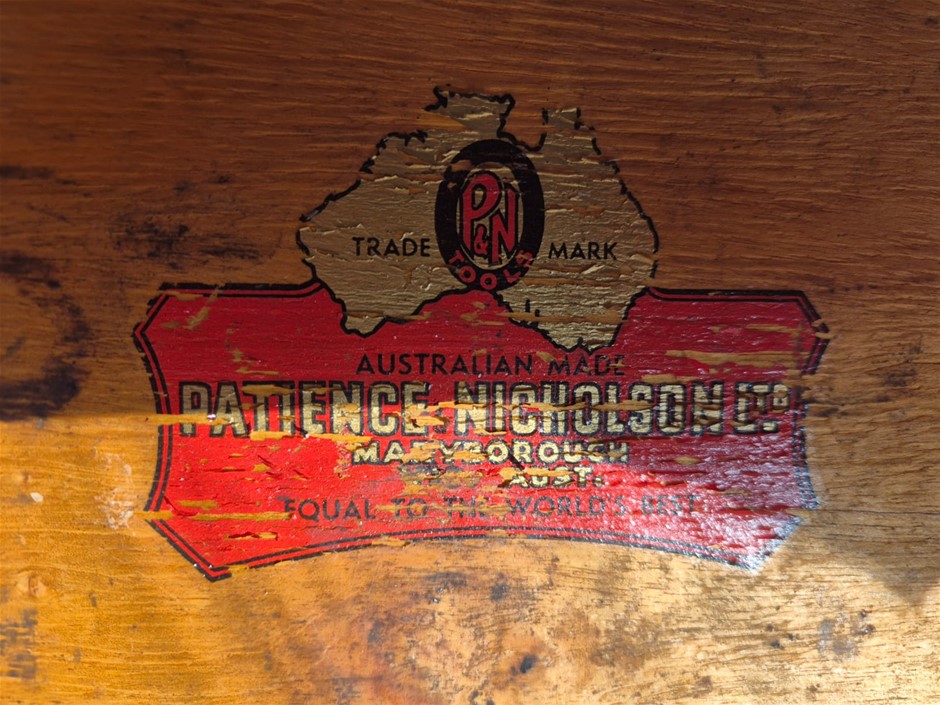 P&N
TOOLS
TRADE MARK
AUSTRALIAN MADE
PATIENCE & NICHOLSON LTD
MARYBOROUGH
AUST.
EQUAL TO THE WORLD'S BEST